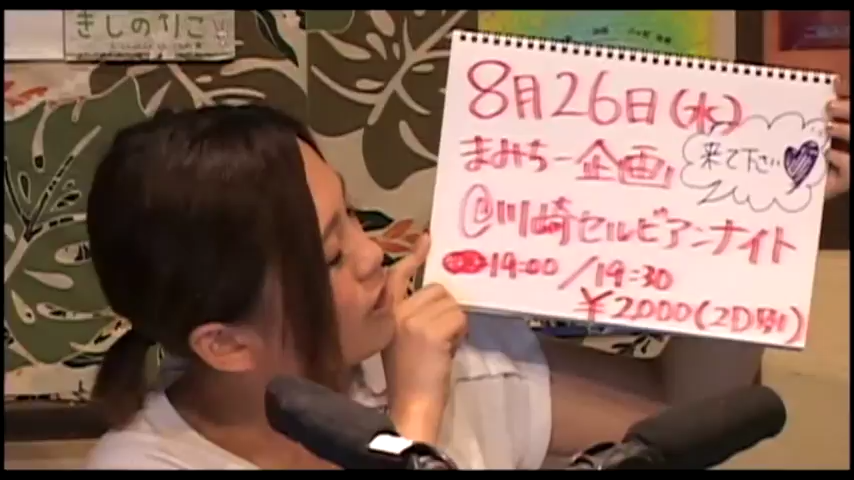 きしのりこ
8月26日(水)
まみちー企画
来て下さい
@川崎セルビアンナイト
19:00/19:30
¥2,000(2D別)